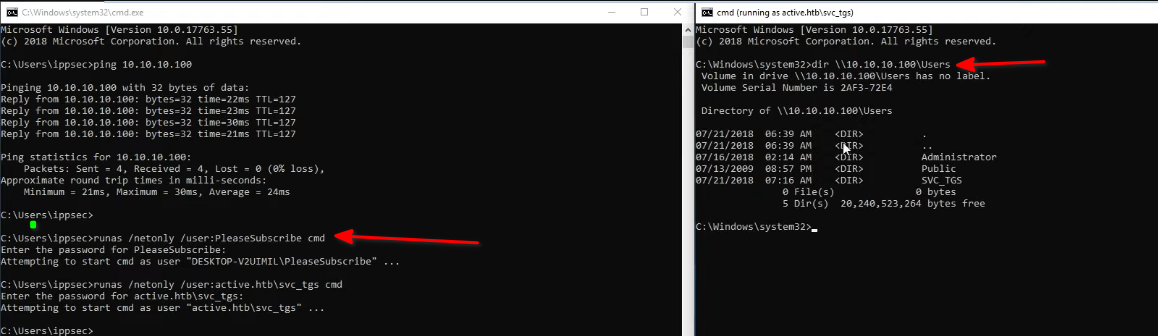 C:\Windows\system32\cmd.exe
Microsoft Windows [Version 10.0.17763.55]
(c) 2018 Microsoft Corporation. All rights reserved.
C:\Users\ippsec>ping 10.10.10.100
Pinging 10.10.10.100 with 32 bytes of data:
Reply from 10.10.10.100: bytes=32 time=22ms TTL=127
Reply from 10.10.10.100: bytes=32 time=23ms TTL=127
Reply from 10.10.10.100: bytes=32 time=30ms TTL=127
Reply from 10.10.10.100: bytes=32 time=21ms TTL=127
Ping statistics for 10.10.10.100:
Packets: Sent = 4, Received = 4, Lost = 0 (0% loss),
Approximate round trip times in milli-seconds:
Minimum = 21ms, Maximum = 30ms, Average = 24ms
C:\Users\ippsec>
C:\Users\ippsec>runas /netonly /user:PleaseSubscribe cmd
Enter the password for PleaseSubscribe:
Attempting to start cmd as user "DESKTOP-V2UIMIL\PleaseSubscribe" ...
C:\Users\ippsec>runas /netonly /user:active.htb\svc_tgs cmd
Enter the password for active.htb\svc_tgs:
Attempting to start cmd as user "active.htb\svc_tgs" ...
C:\Users\ippsec>
cmd (running as active.htb\svc_tgs)
Microsoft Windows [Version 10.0.17763.55]
(c) 2018 Microsoft Corporation. All rights reserved.
C:\Windows\system32>dir \\10.10.10.100\Users
Volume in drive \\10.10.10.100\Users has no label.
Volume Serial Number is 2AF3-72E4
Directory of \\10.10.10.100\Users
07/21/2018 06:39 AM <DIR> .
07/21/2018 06:39 AM <DIR> ..
07/16/2018 02:14 AM <DIR> Administrator
07/13/2009 08:57 PM <DIR> Public
07/21/2018 07:16 AM <DIR> SVC_TGS
0 File(s) 0 bytes
5 Dir(s) 20,240,523,264 bytes free
C:\Windows\system32>